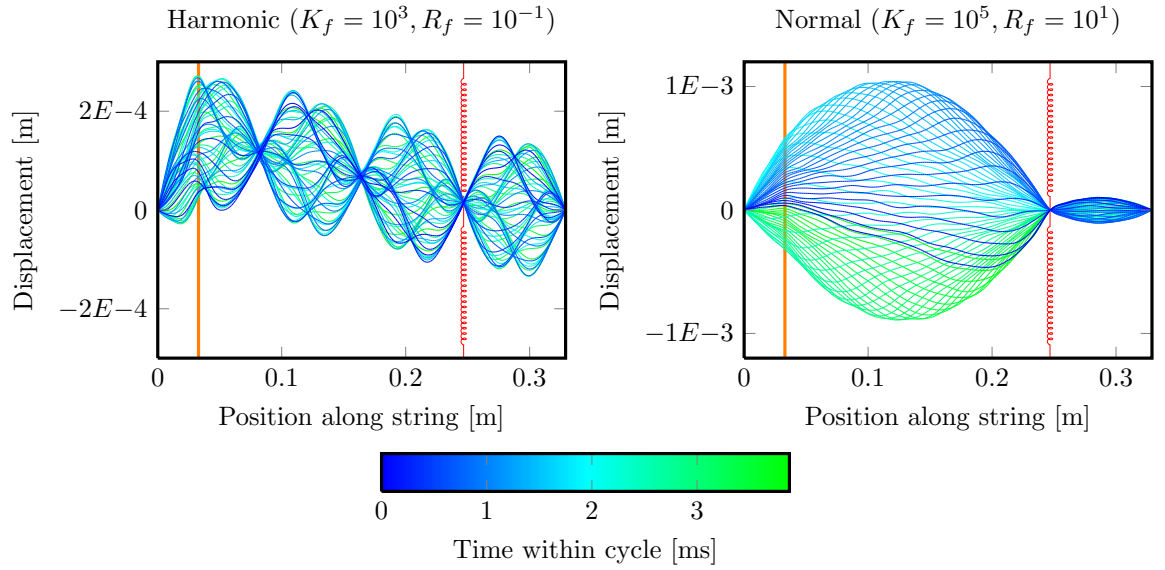 Harmonic (K_f = 10^3, R_f = 10^{-1})
Normal (K_f = 10^5, R_f = 10^1)
Displacement [m]
2E-4
0
−2E-4
0
0.1
0.2
0.3
Position along string [m]
Displacement [m]
1E-3
0
−1E-3
0
0.1
0.2
0.3
Position along string [m]
0
1
2
3
Time within cycle [ms]